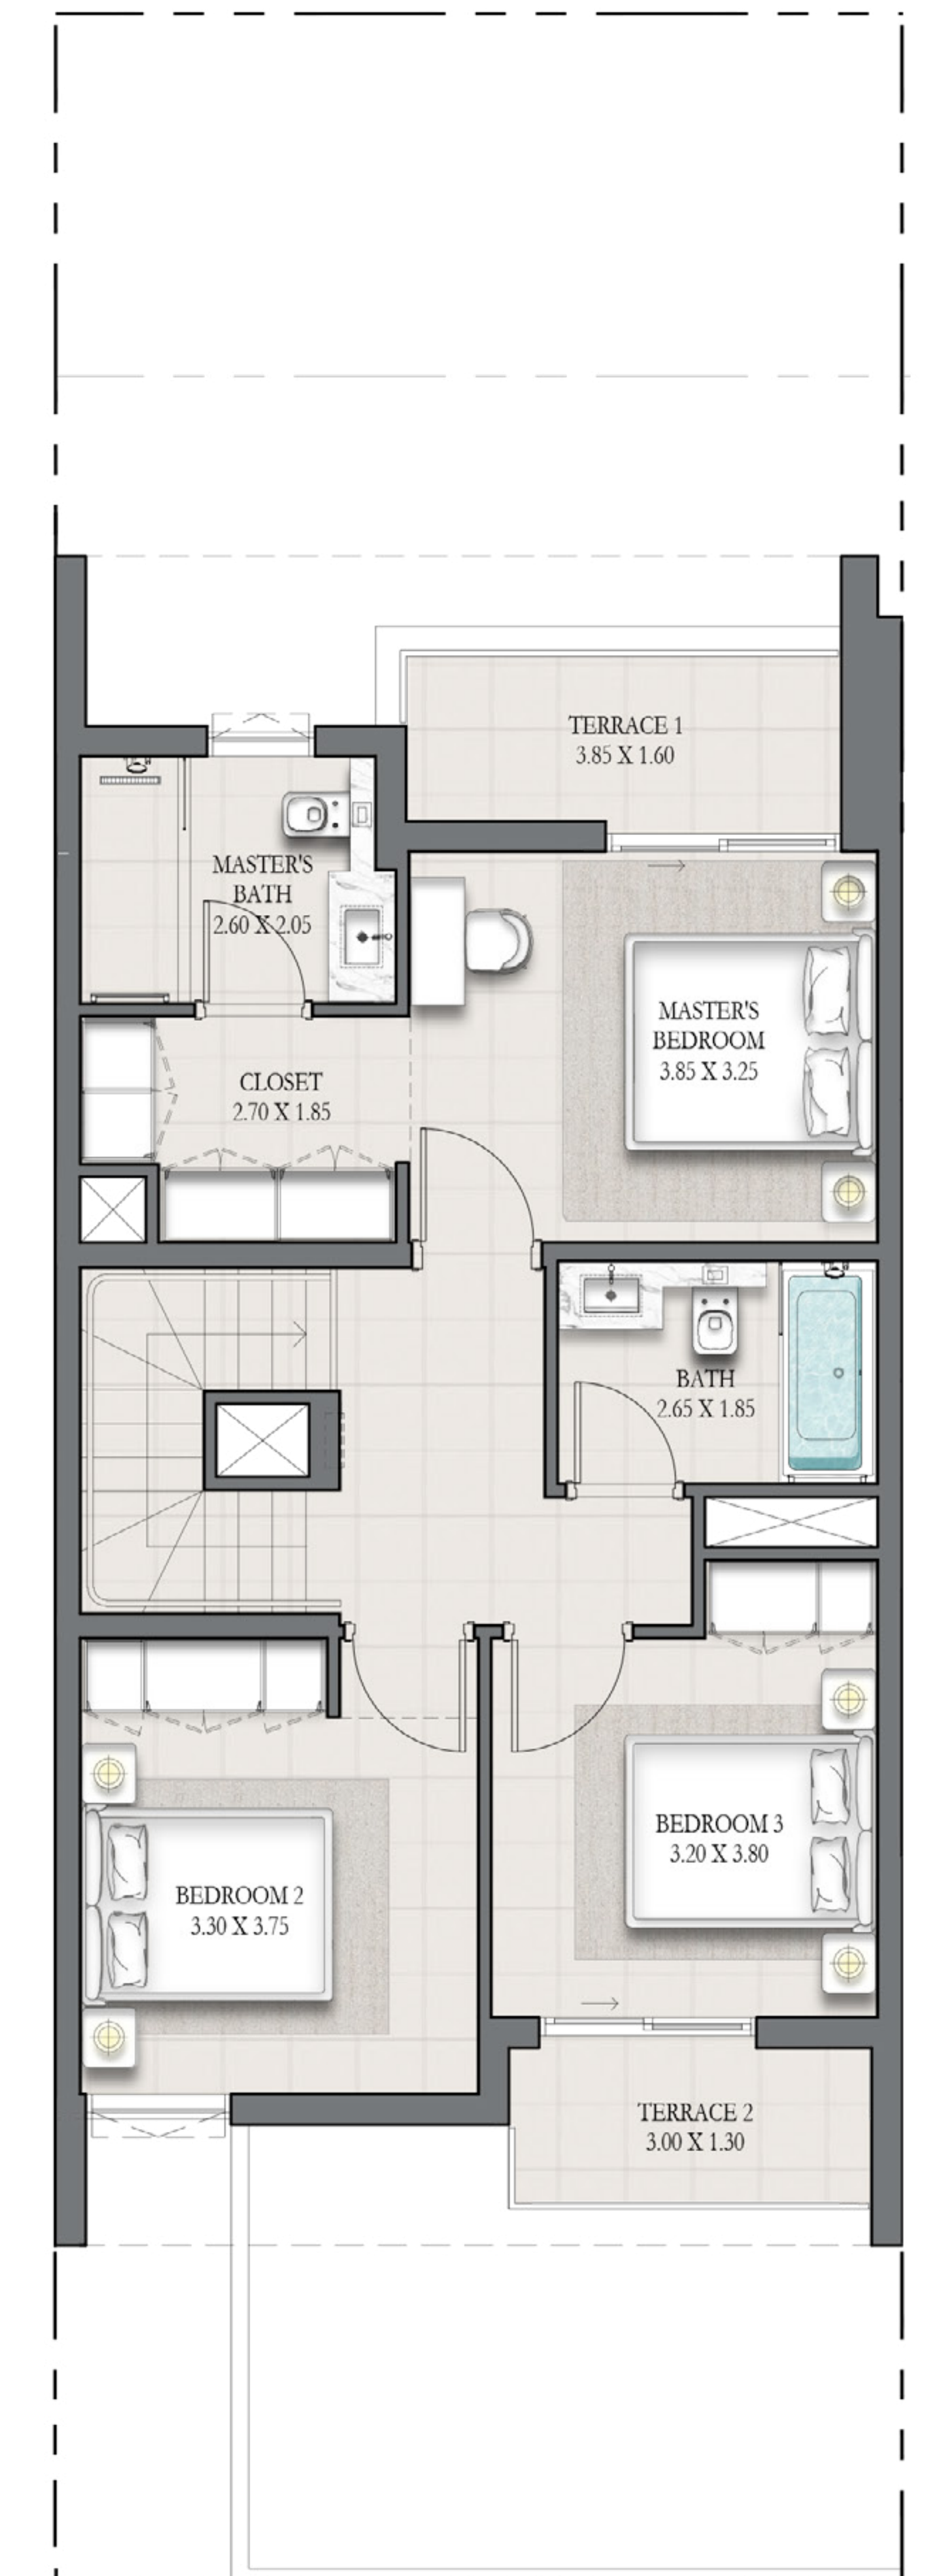 TERRACE 1
3.85 X 1.60
MASTER'S
BATH
2.60 X 2.05
MASTER'S
BEDROOM
3.85 X 3.25
CLOSET
2.70 X 1.85
BATH
2.65 X 1.85
BEDROOM 3
3.20 X 3.80
BEDROOM 2
3.30 X 3.75
TERRACE 2
3.00 X 1.30